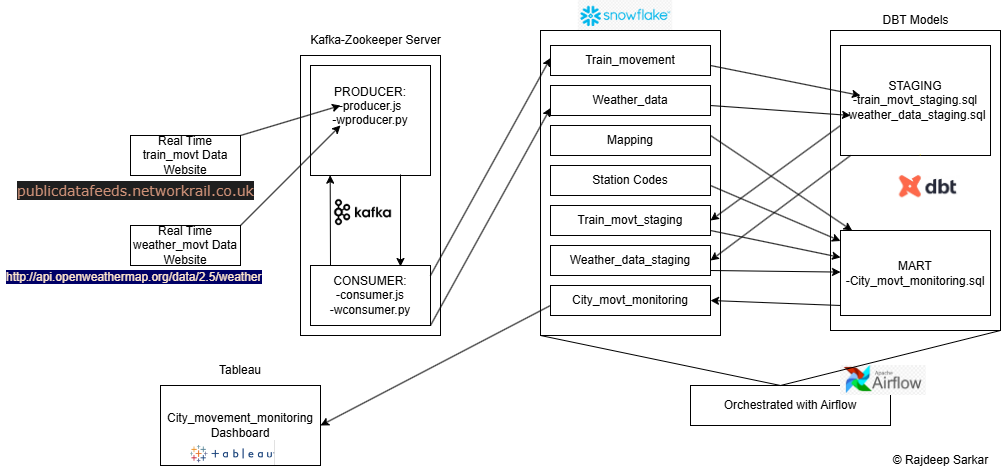 snowflake
DBT Models
Kafka-Zookeeper Server
PRODUCER:
-producer.js
-wproducer.py
Real Time
train_movt Data
Website
publicdatafeeds.networkrail.co.uk
Real Time
weather_movt Data
Website
http://api.openweathermap.org/data/2.5/weather
kafka
CONSUMER:
-consumer.js
-wconsumer.py
Train_movement
Weather_data
Mapping
Station Codes
Train_movt_staging
Weather_data_staging
City_movt_monitoring
STAGING
-train_movt_staging.sql
weather_data_staging.sql
dbt
MART
-City_movt_monitoring.sql
Tableau
City_movement_monitoring
Dashboard
+ a b l e a u
Apache
Airflow
Orchestrated with Airflow
© Rajdeep Sarkar